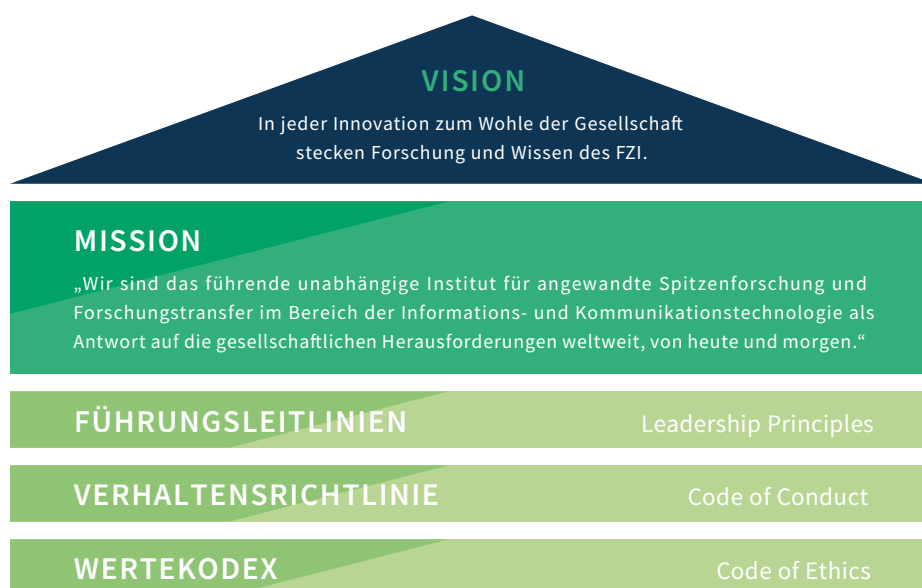 VISION
In jeder Innovation zum Wohle der Gesellschaft
stecken Forschung und Wissen des FZI.
MISSION
„Wir sind das führende unabhängige Institut für angewandte Spitzenforschung und
Forschungstransfer im Bereich der Informations- und Kommunikationstechnologie als
Antwort auf die gesellschaftlichen Herausforderungen weltweit, von heute und morgen.“
FÜHRUNGSLEITLINIEN Leadership Principles
VERHALTENSRICHTLINIE Code of Conduct
WERTEKODEX Code of Ethics